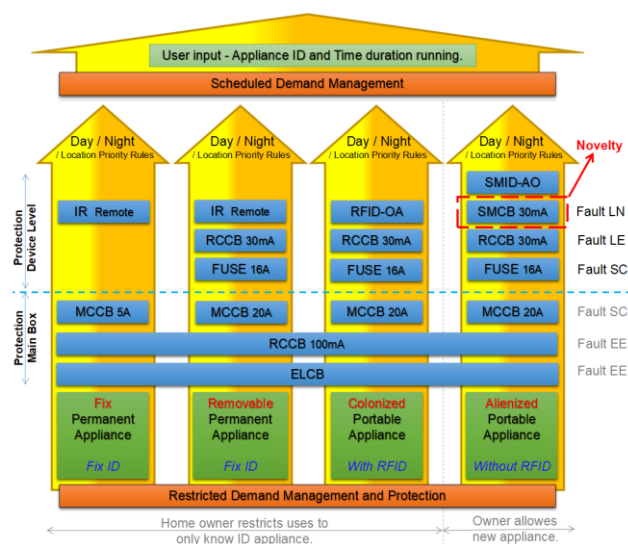 User input - Appliance ID and Time duration running.
Scheduled Demand Management
Day / Night
/ Location Priority Rules
Day / Night
/ Location Priority Rules
Day / Night
/ Location Priority Rules
Day / Night
/ Location Priority Rules
Novelty
SMID-AO
IR Remote
IR Remote
RFID-OA
SMCB 30mA
Fault LN
RCCB 30mA
RCCB 30mA
RCCB 30mA
Fault LE
FUSE 16A
FUSE 16A
FUSE 16A
Fault SC
Protection
Device Level
MCCB 5A
MCCB 20A
MCCB 20A
MCCB 20A
Fault SC
RCCB 100mA
Fault EE
ELCB
Fault EE
Protection
Main Box
Fix
Permanent
Appliance
Fix ID
Removable
Permanent
Appliance
Fix ID
Colonized
Portable
Appliance
With RFID
Alienized
Portable
Appliance
Without RFID
Restricted Demand Management and Protection
Home owner restricts uses to
only know ID appliance.
Owner allowes
new appliance.